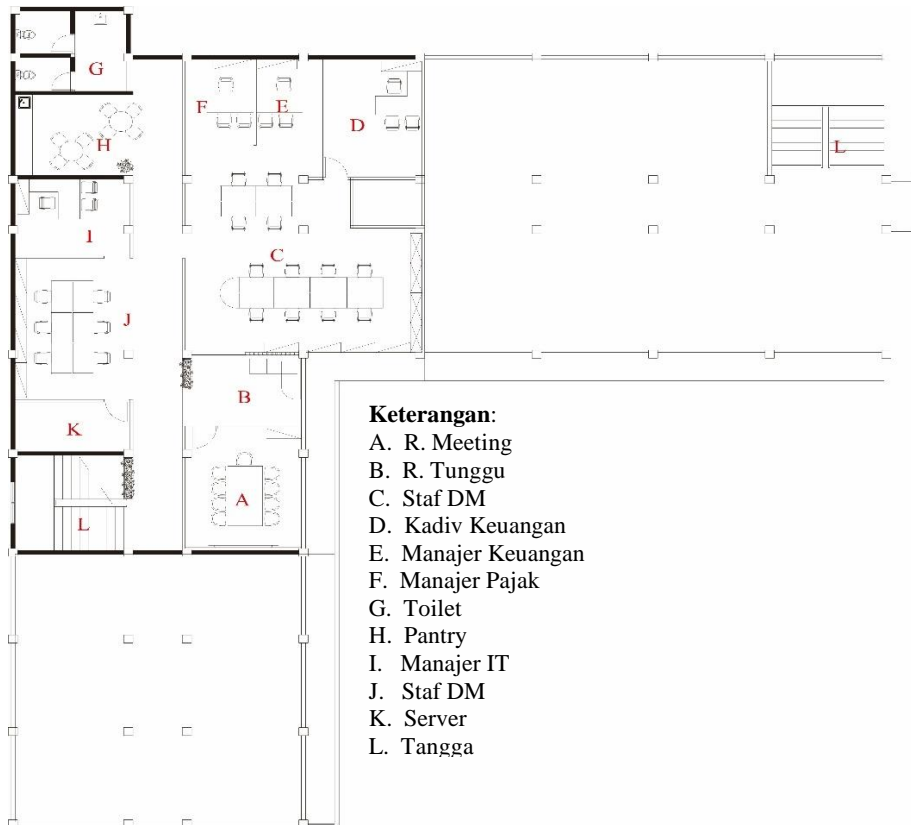 G
F
E
D
H
L
I
C
J
B
K
A
L
Keterangan:
A. R. Meeting
B. R. Tunggu
C. Staf DM
D. Kadiv Keuangan
E. Manajer Keuangan
F. Manajer Pajak
G. Toilet
H. Pantry
I. Manajer IT
J. Staf DM
K. Server
L. Tangga